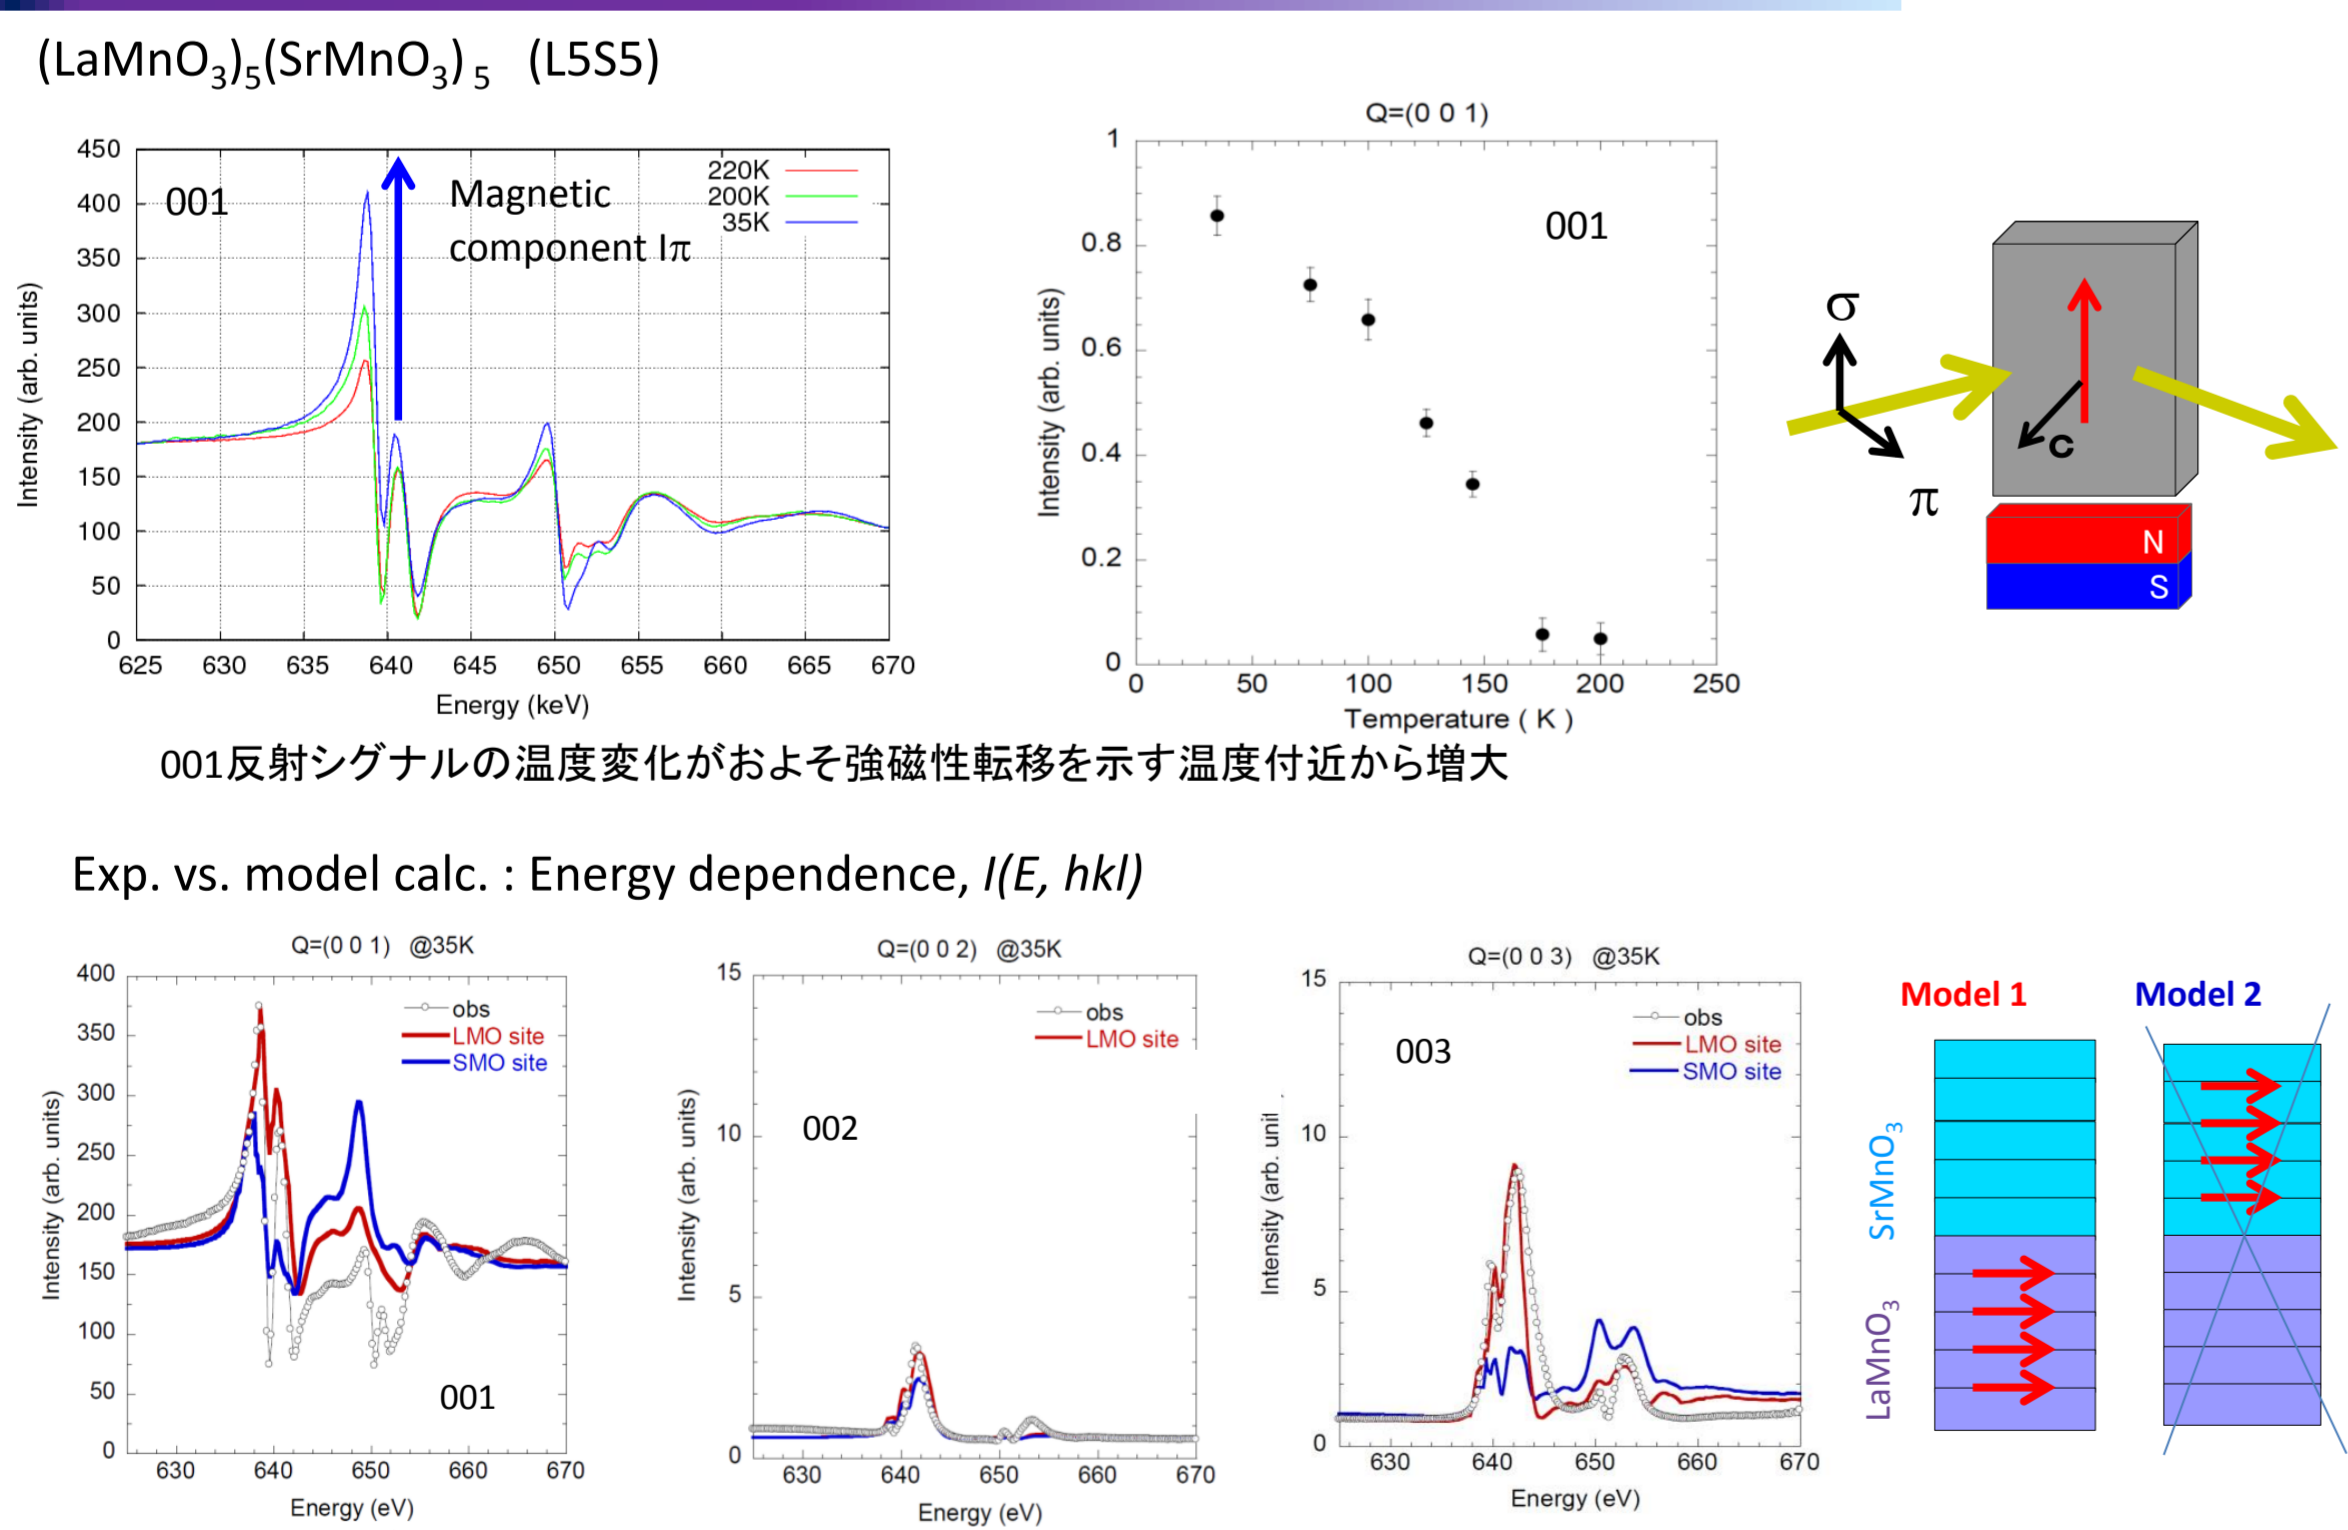 (LaMnO3)5(SrMnO3) 5 (L5S5)
450
400
350
300
250
200
150
100
50
0
625 630 635 640 645 650 655 660 665 670
Intensity (arb. units)
Energy (keV)
001
Magnetic
component Iπ
220K
200K
35K
Q=(0 0 1)
1
0.8
0.6
0.4
0.2
0
0 50 100 150 200 250
Intensity (arb. units)
Temperature ( K )
001
σ
π
c
N
S
001反射シグナルの温度変化がおよそ強磁性転移を示す温度付近から増大
Exp. vs. model calc. : Energy dependence, I(E, hkl)
Q=(0 0 1) @35K
400
350
300
250
200
150
100
50
0
630 640 650 660 670
Intensity (arb. units)
Energy (eV)
obs
LMO site
SMO site
001
Q=(0 0 2) @35K
15
10
5
0
630 640 650 660 670
Intensity (arb. units)
Energy (eV)
obs
LMO site
002
Q=(0 0 3) @35K
15
10
5
0
630 640 650 660 670
Intensity (arb. unit
Energy (eV)
obs
LMO site
SMO site
003
Model 1
Model 2
SrMnO3
LaMnO3